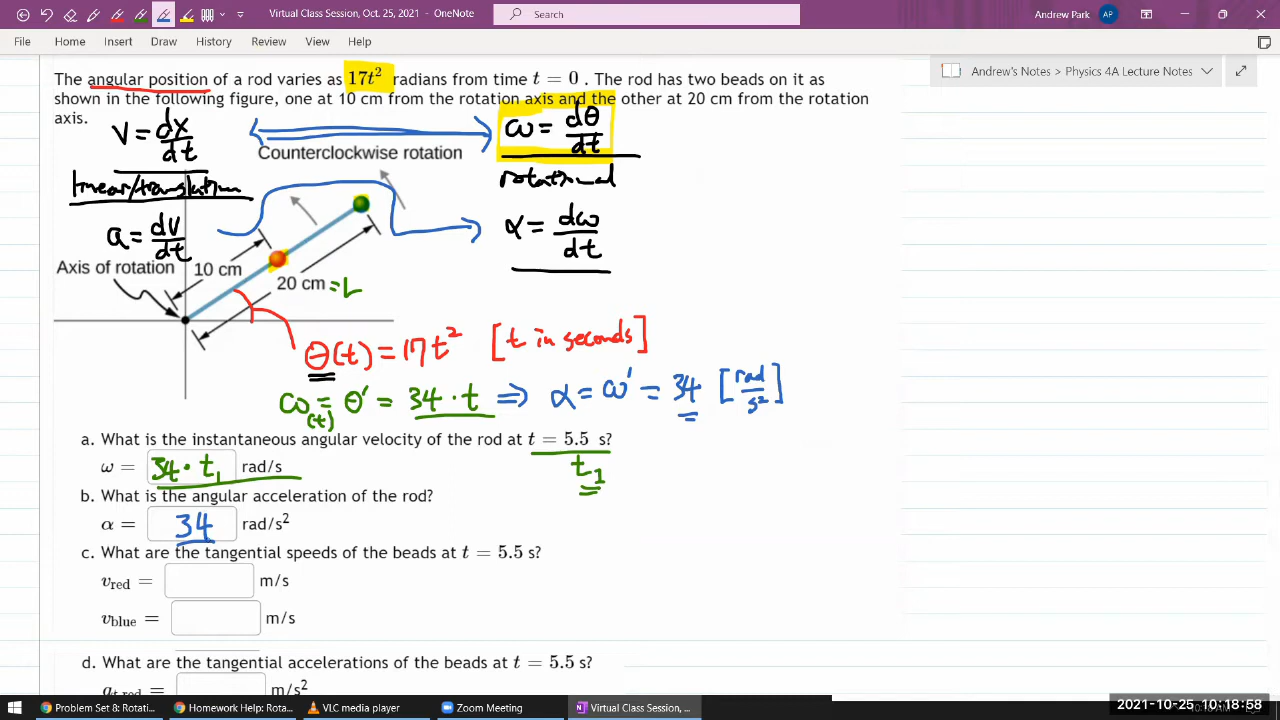 Virtual Class Session, Oct 25, 2021 - OneNote
Search
Andrew Park
AP
File Home Insert Draw History Review View Help
The angular position of a rod varies as 17t² radians from time t = 0 . The rod has two beads on it as
Andrew's Notes › Physics 4A Lecture Notes
shown in the following figure, one at 10 cm from the rotation axis and the other at 20 cm from the rotation
axis.
v = dx/dt
ω = dθ/dt
Counterclockwise rotation
linear/translation
rotational
a = dv/dt
α = dω/dt
Axis of rotation
10 cm
20 cm = L
θ(t) = 17t² [t in seconds]
ω(t) = θ' = 34 · t ⇒ α = ω' = 34 [rad/s²]
a. What is the instantaneous angular velocity of the rod at t = 5.5 s?
ω = 34 · t₁ rad/s
t₁
b. What is the angular acceleration of the rod?
α = 34 rad/s²
c. What are the tangential speeds of the beads at t = 5.5 s?
vred = m/s
vblue = m/s
d. What are the tangential accelerations of the beads at t = 5.5 s?
at,red = m/s²
Problem Set 8: Rotati...
Homework Help: Rota...
VLC media player
Zoom Meeting
Virtual Class Session, ...
2021-10-25 10:18:58